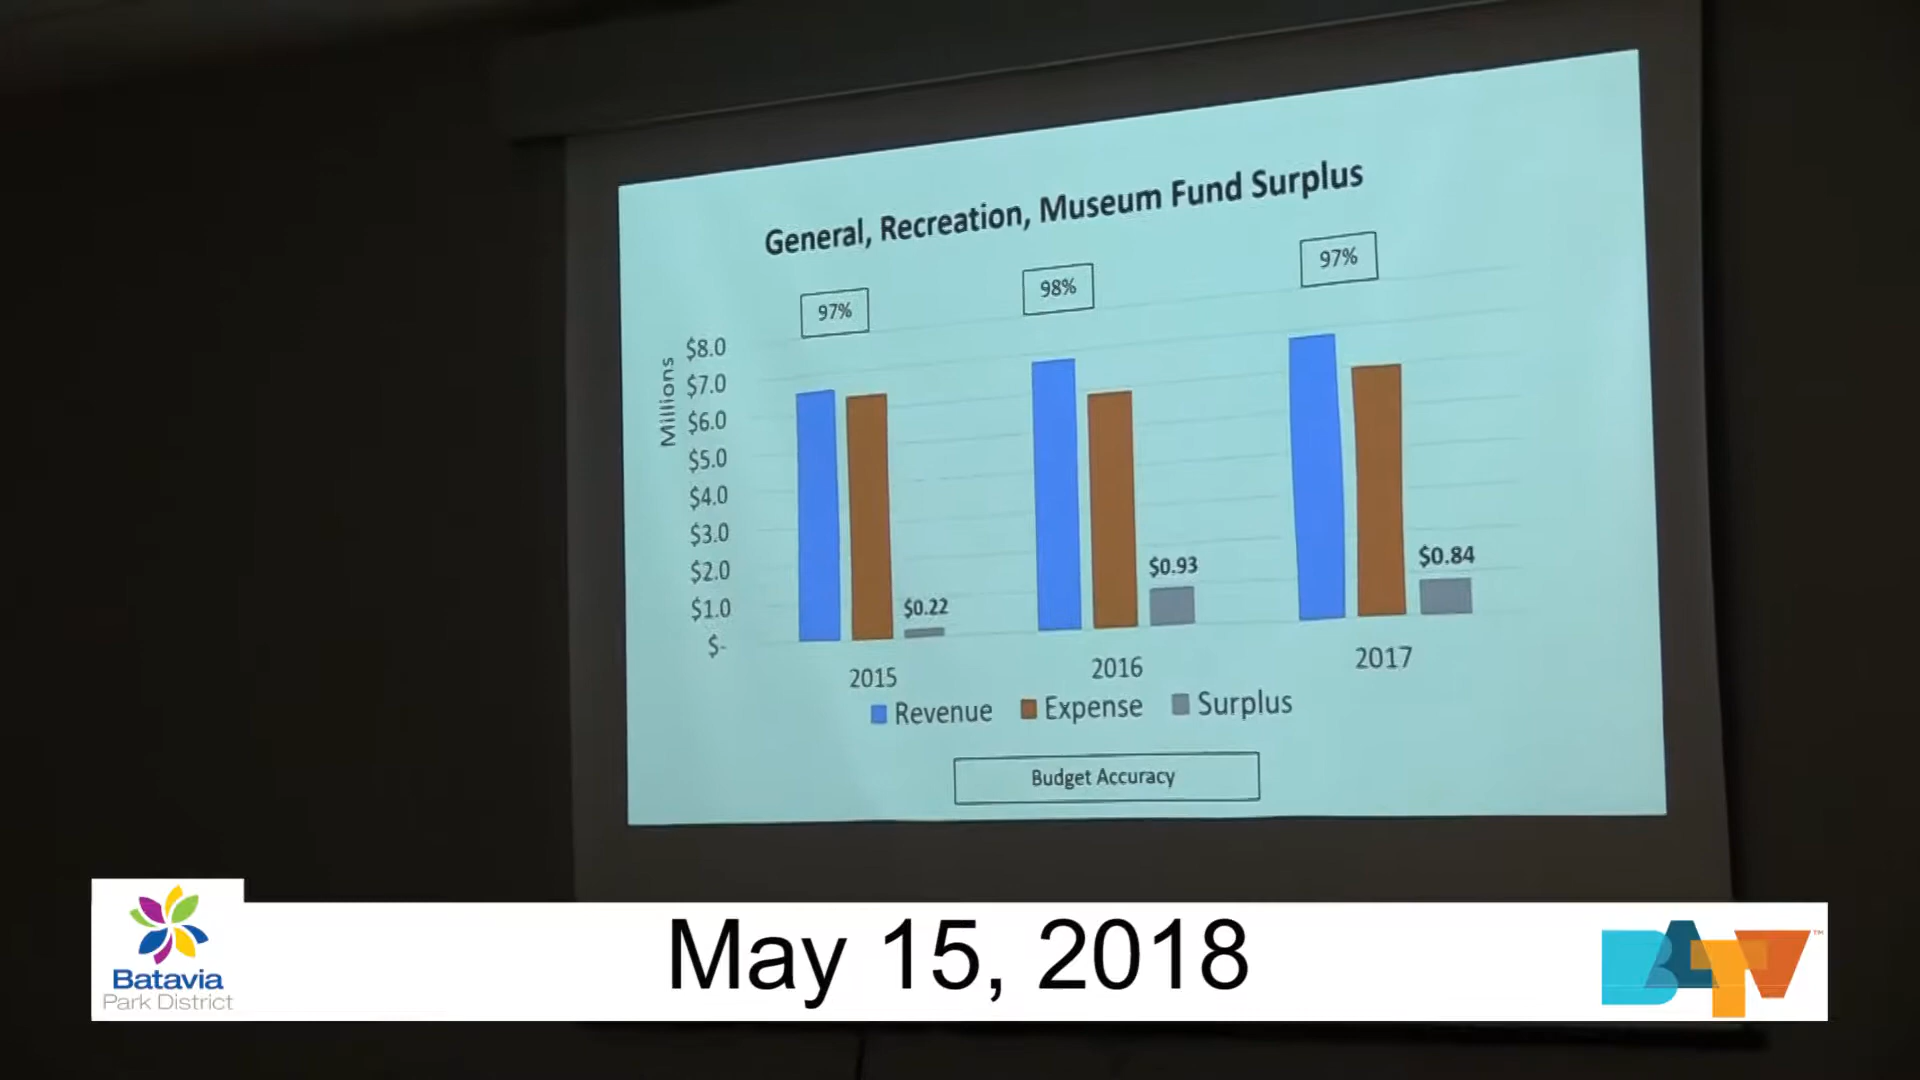 General, Recreation, Museum Fund Surplus
97%
98%
97%
Millions
$8.0
$7.0
$6.0
$5.0
$4.0
$3.0
$2.0
$1.0
$-
$0.22
$0.93
$0.84
2015
2016
2017
Revenue
Expense
Surplus
Budget Accuracy
Batavia
Park District
May 15, 2018
BATV™